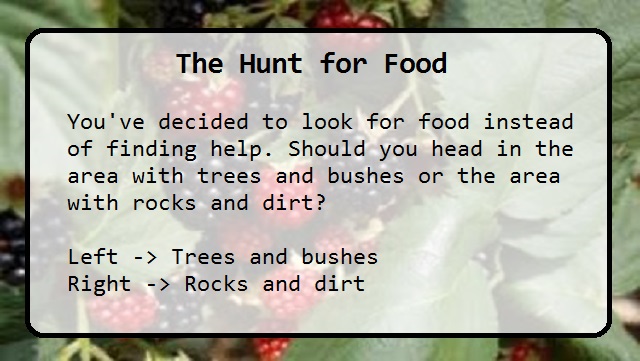 The Hunt for Food
You've decided to look for food instead
of finding help. Should you head in the
area with trees and bushes or the area
with rocks and dirt?
Left -> Trees and bushes
Right -> Rocks and dirt